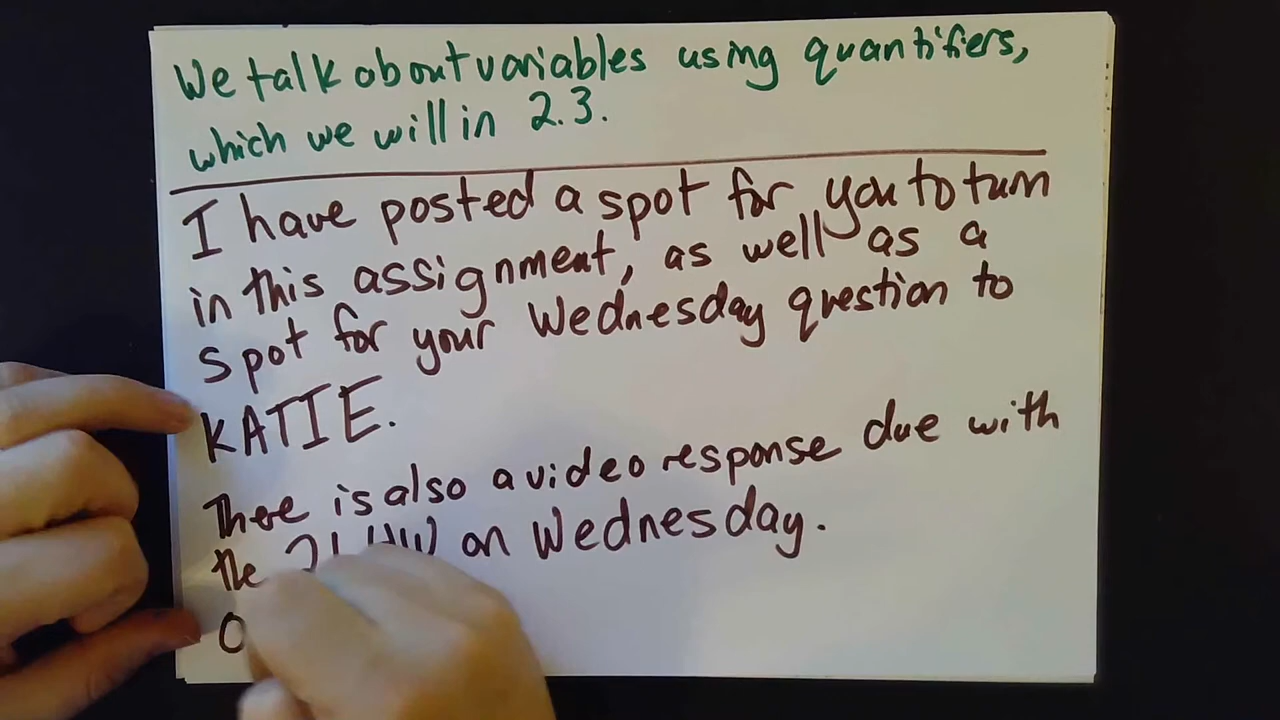 We talk about variables using quantifiers,
which we will in 2.3.
I have posted a spot for you to turn
in this assignment, as well as a
spot for your Wednesday question to
KATIE.
There is also a video response due with
the on Wednesday.